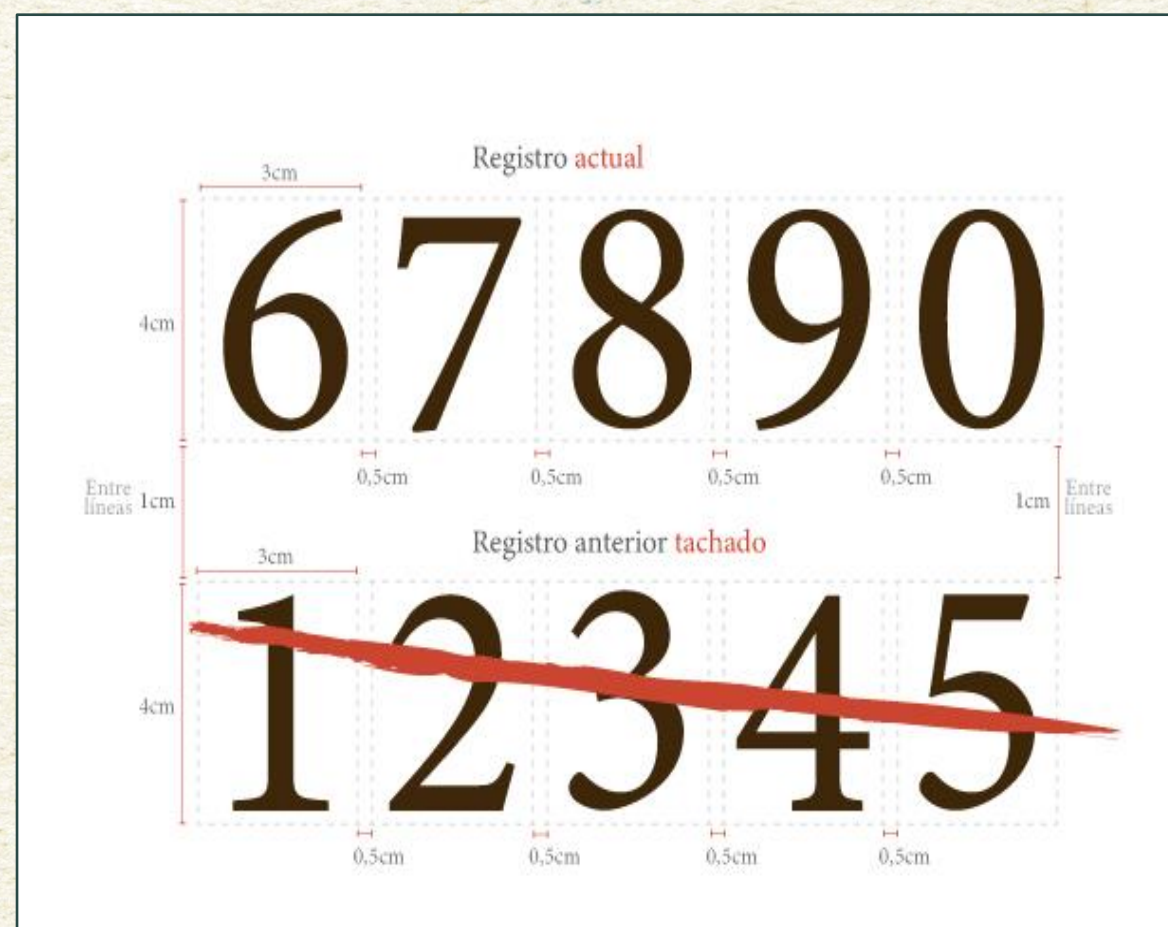 Registro actual
3cm
67890
4cm
0,5cm 0,5cm 0,5cm 0,5cm
Entre líneas 1cm
1cm Entre líneas
Registro anterior tachado
3cm
12345
4cm
0,5cm 0,5cm 0,5cm 0,5cm